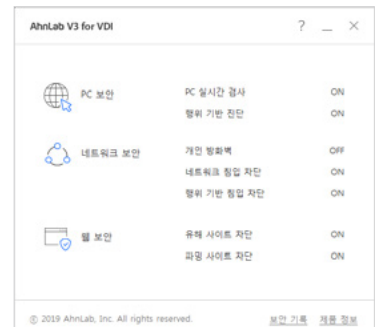 AhnLab V3 for VDI ? _ ×
PC 보안
PC 실시간 검사 ON
행위 기반 진단 ON
네트워크 보안
개인 방화벽 OFF
네트워크 침입 차단 ON
행위 기반 침입 차단 ON
웹 보안
유해 사이트 차단 ON
파밍 사이트 차단 ON
© 2019 AhnLab, Inc. All rights reserved. 보안 기록 제품 정보